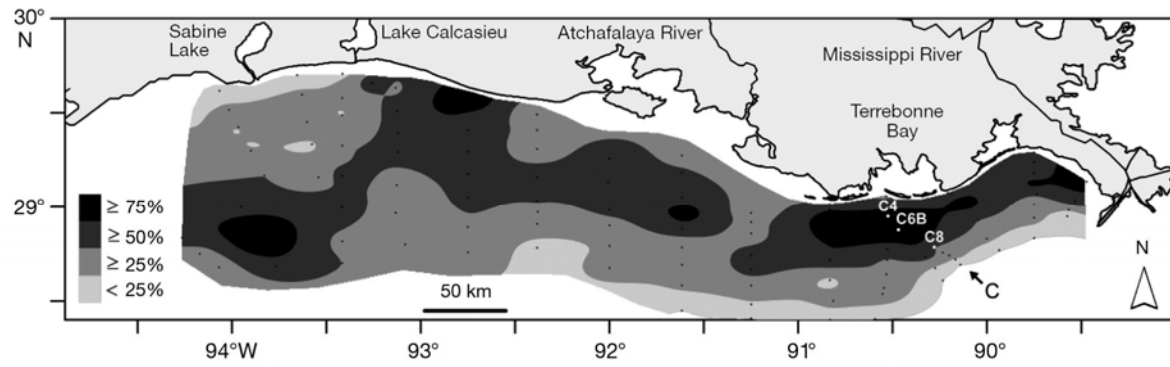 30°
N
Sabine
Lake
Lake Calcasieu
Atchafalaya River
Mississippi River
Terrebonne
Bay
29°
≥ 75%
≥ 50%
≥ 25%
< 25%
C4
C6B
C8
C
N
50 km
94°W
93°
92°
91°
90°